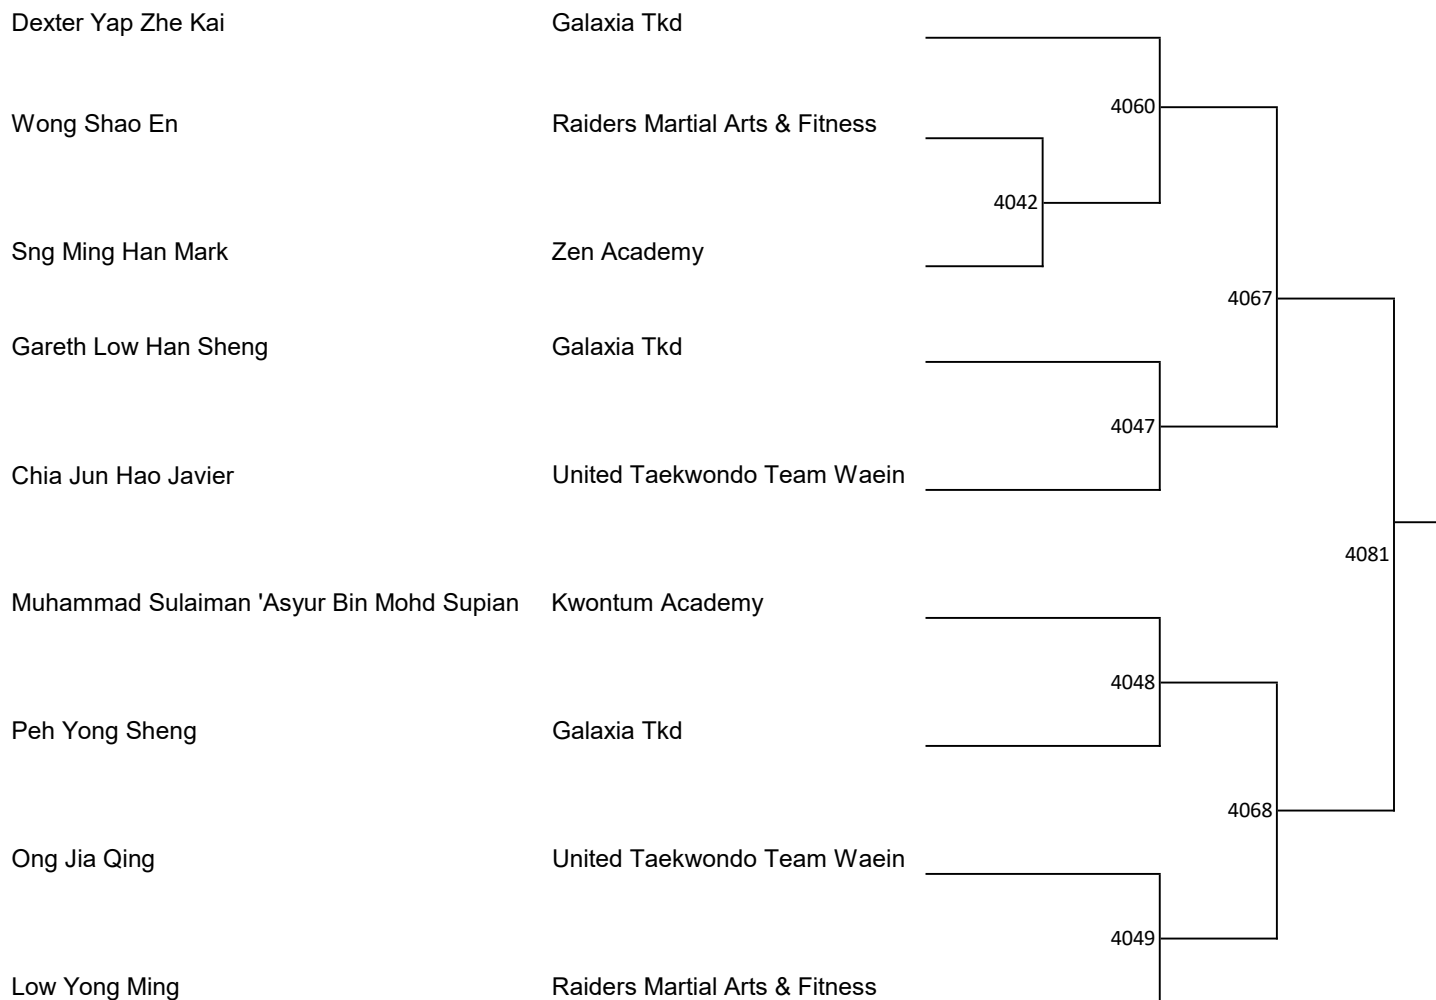 Dexter Yap Zhe Kai Galaxia Tkd
4060
Wong Shao En Raiders Martial Arts & Fitness
4042
Sng Ming Han Mark Zen Academy
4067
Gareth Low Han Sheng Galaxia Tkd
4047
Chia Jun Hao Javier United Taekwondo Team Waein
4081
Muhammad Sulaiman 'Asyur Bin Mohd Supian Kwontum Academy
4048
Peh Yong Sheng Galaxia Tkd
4068
Ong Jia Qing United Taekwondo Team Waein
4049
Low Yong Ming Raiders Martial Arts & Fitness